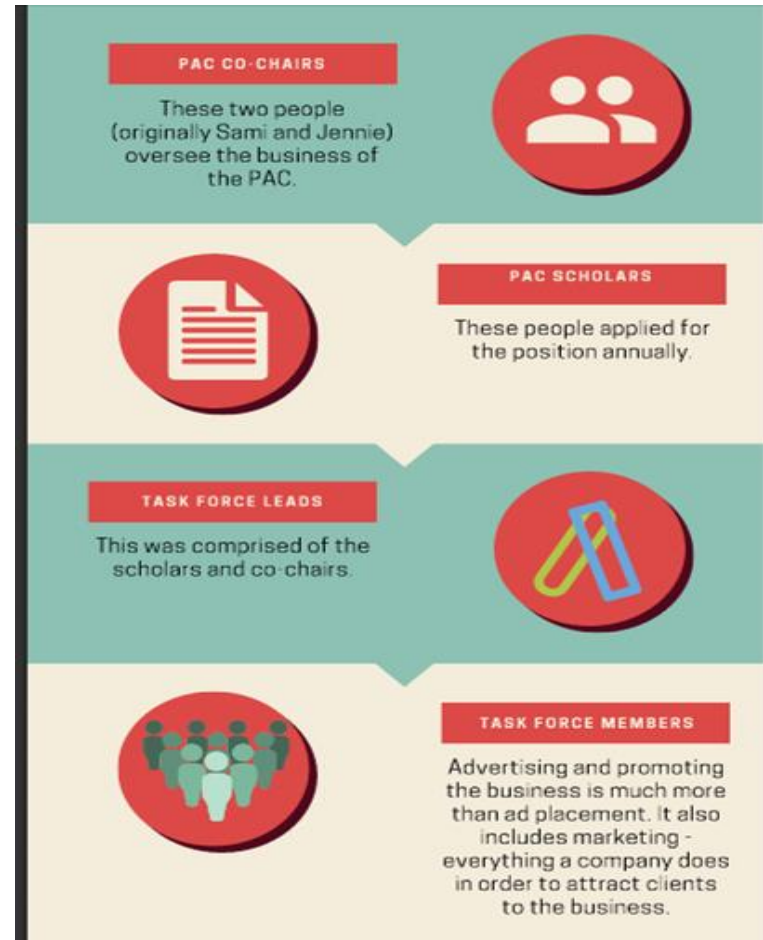 PAC CO-CHAIRS
These two people
(originally Sami and Jennie)
oversee the business of
the PAC.
PAC SCHOLARS
These people applied for
the position annually.
TASK FORCE LEADS
This was comprised of the
scholars and co-chairs.
TASK FORCE MEMBERS
Advertising and promoting
the business is much more
than ad placement. It also
includes marketing -
everything a company does
in order to attract clients
to the business.